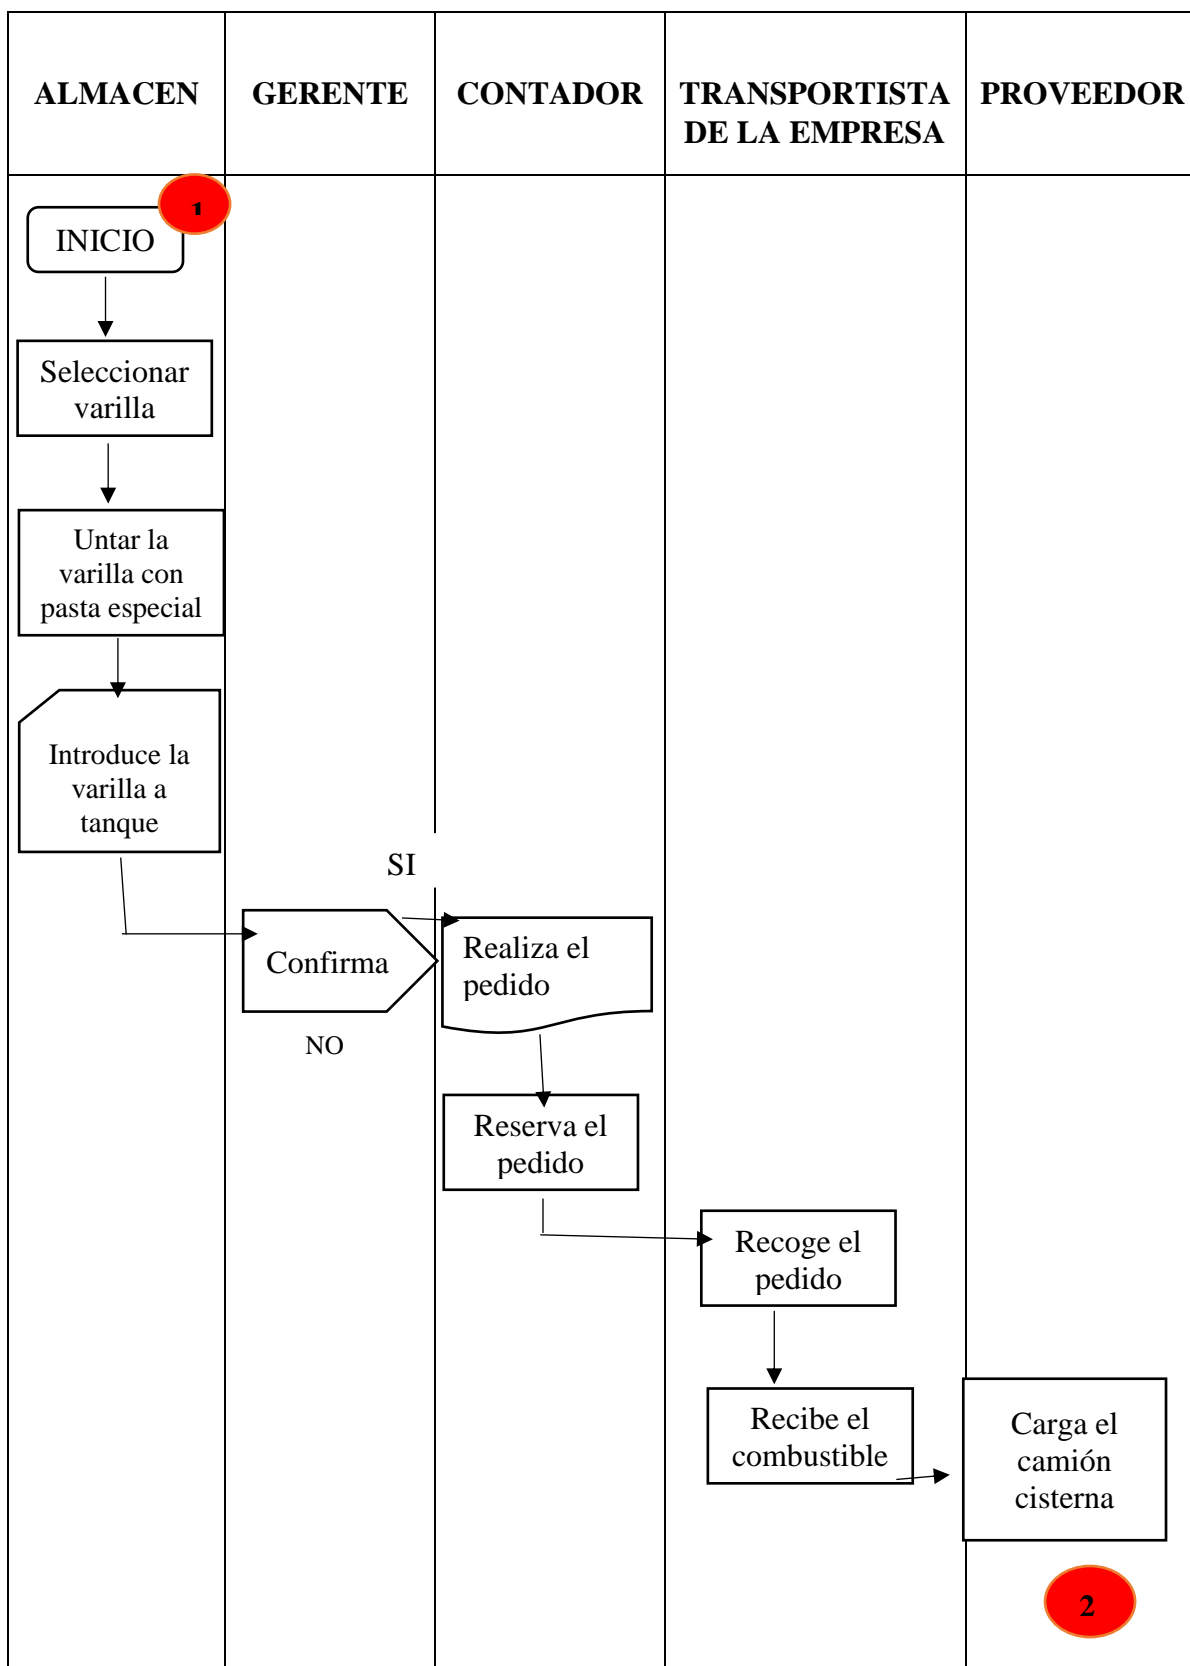 ALMACEN
GERENTE
CONTADOR
TRANSPORTISTA
DE LA EMPRESA
PROVEEDOR
1
INICIO
Seleccionar
varilla
Untar la
varilla con
pasta especial
Introduce la
varilla a
tanque
SI
Confirma
NO
Realiza el
pedido
Reserva el
pedido
Recoge el
pedido
Recibe el
combustible
Carga el
camión
cisterna
2